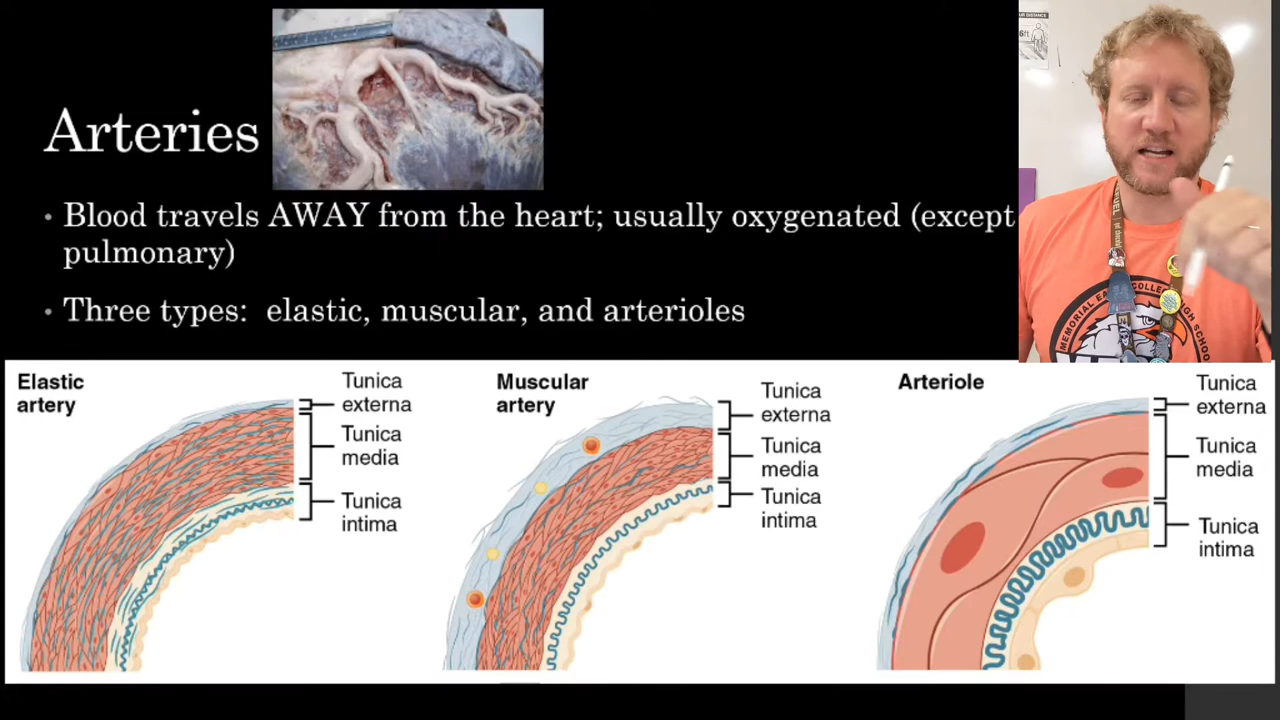 Arteries
• Blood travels AWAY from the heart; usually oxygenated (except
pulmonary)
• Three types: elastic, muscular, and arterioles
Elastic
artery
Tunica
externa
Tunica
media
Tunica
intima
Muscular
artery
Tunica
externa
Tunica
media
Tunica
intima
Arteriole
Tunica
externa
Tunica
media
Tunica
intima
DISTANCE
6ft